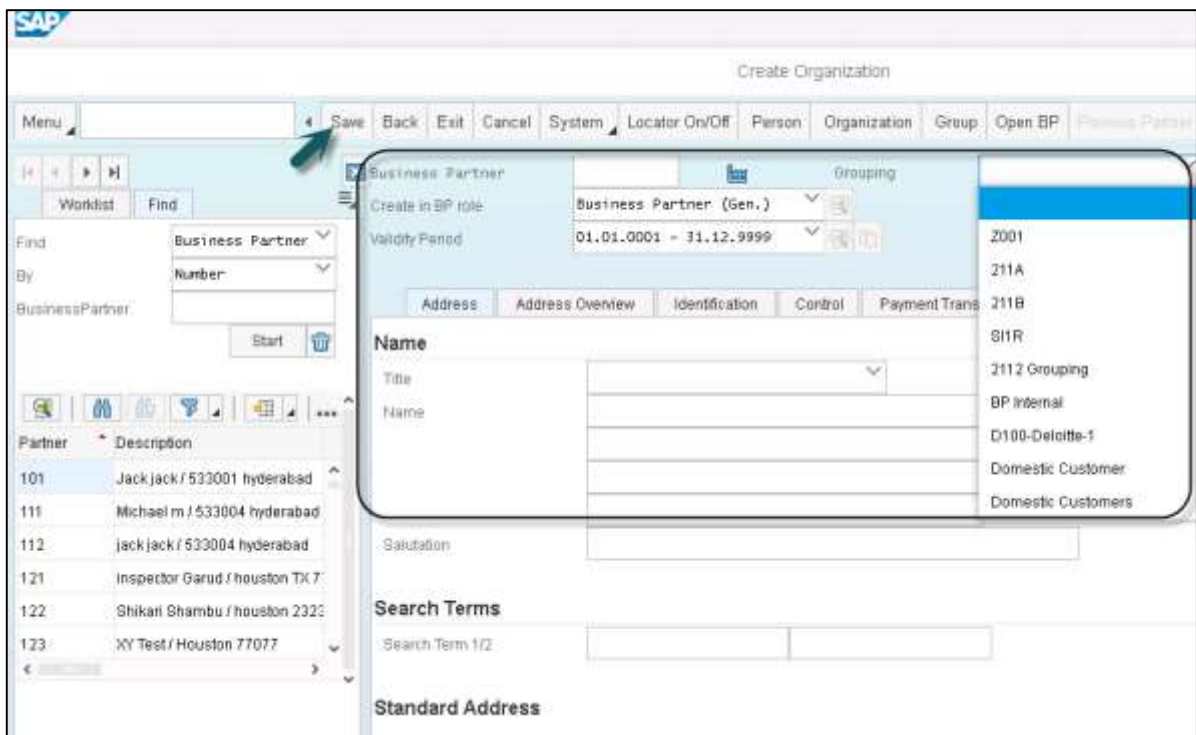 SAP
Create Organization
Menu Save Back Exit Cancel System Locator On/Off Person Organization Group Open BP Previous Partner
Business Partner Grouping
Worklist Find
Create in BP role Business Partner (Gen.)
Find Business Partner
Validity Period 01.01.0001 - 31.12.9999
Z001
By Number
211A
BusinessPartner
Address Address Overview Identification Control Payment Trans
211B
Start
Name
SI1R
Title
2112 Grouping
Name
BP Internal
D100-Deloitte-1
Domestic Customer
Domestic Customers
Partner Description
101 Jack jack / 533001 hyderabad
111 Michael m / 533004 hyderabad
112 jack jack / 533004 hyderabad
121 inspector Garud / houston TX 7
122 Shikari Shambu / houston 2323
123 XY Test / Houston 77077
Salutation
Search Terms
Search Term 1/2
Standard Address